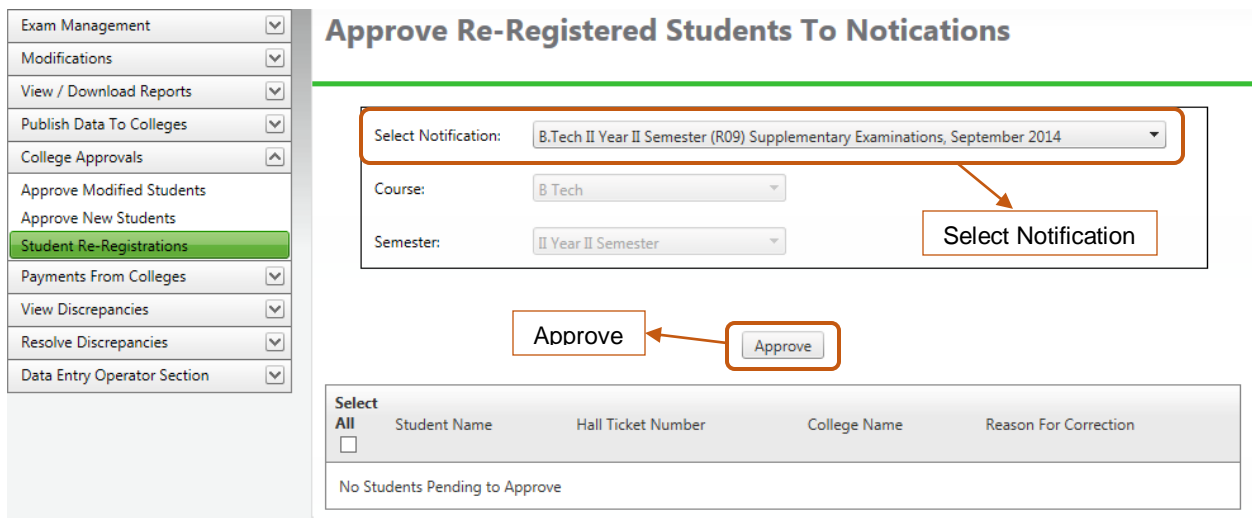 Exam Management
Modifications
View / Download Reports
Publish Data To Colleges
College Approvals
Approve Modified Students
Approve New Students
Student Re-Registrations
Payments From Colleges
View Discrepancies
Resolve Discrepancies
Data Entry Operator Section
Approve Re-Registered Students To Notications
Select Notification: B.Tech II Year II Semester (R09) Supplementary Examinations, September 2014
Course: B Tech
Semester: II Year II Semester
Select Notification
Approve
Approve
Select All Student Name Hall Ticket Number College Name Reason For Correction
No Students Pending to Approve